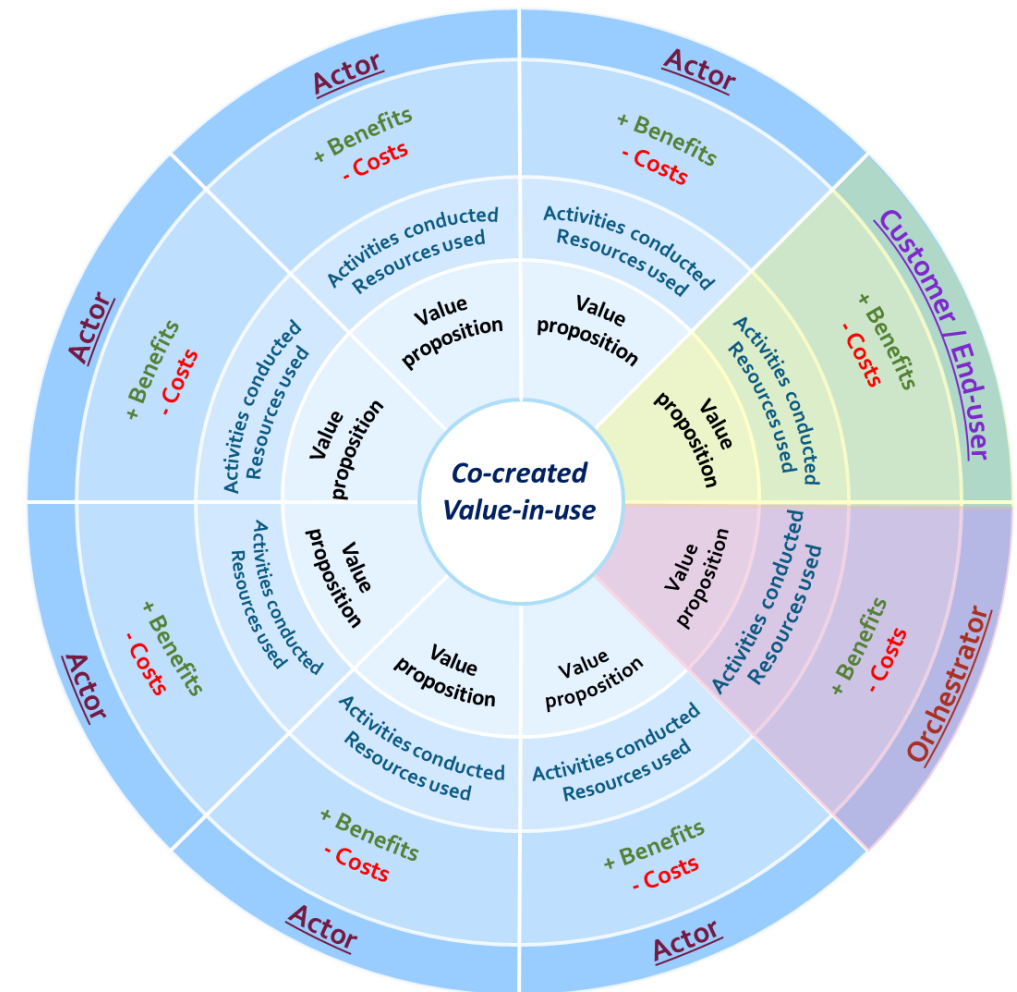 Actor
+ Benefits
- Costs
Activities conducted
Resources used
Value
proposition
Actor
+ Benefits
- Costs
Activities conducted
Resources used
Value
proposition
Customer / End-user
+ Benefits
- Costs
Activities conducted
Resources used
Value
proposition
Orchestrator
+ Benefits
- Costs
Activities conducted
Resources used
Value
proposition
Actor
+ Benefits
- Costs
Activities conducted
Resources used
Value
proposition
Actor
+ Benefits
- Costs
Activities conducted
Resources used
Value
proposition
Actor
+ Benefits
- Costs
Activities conducted
Resources used
Value
proposition
Actor
+ Benefits
- Costs
Activities conducted
Resources used
Value
proposition
Co-created
Value-in-use